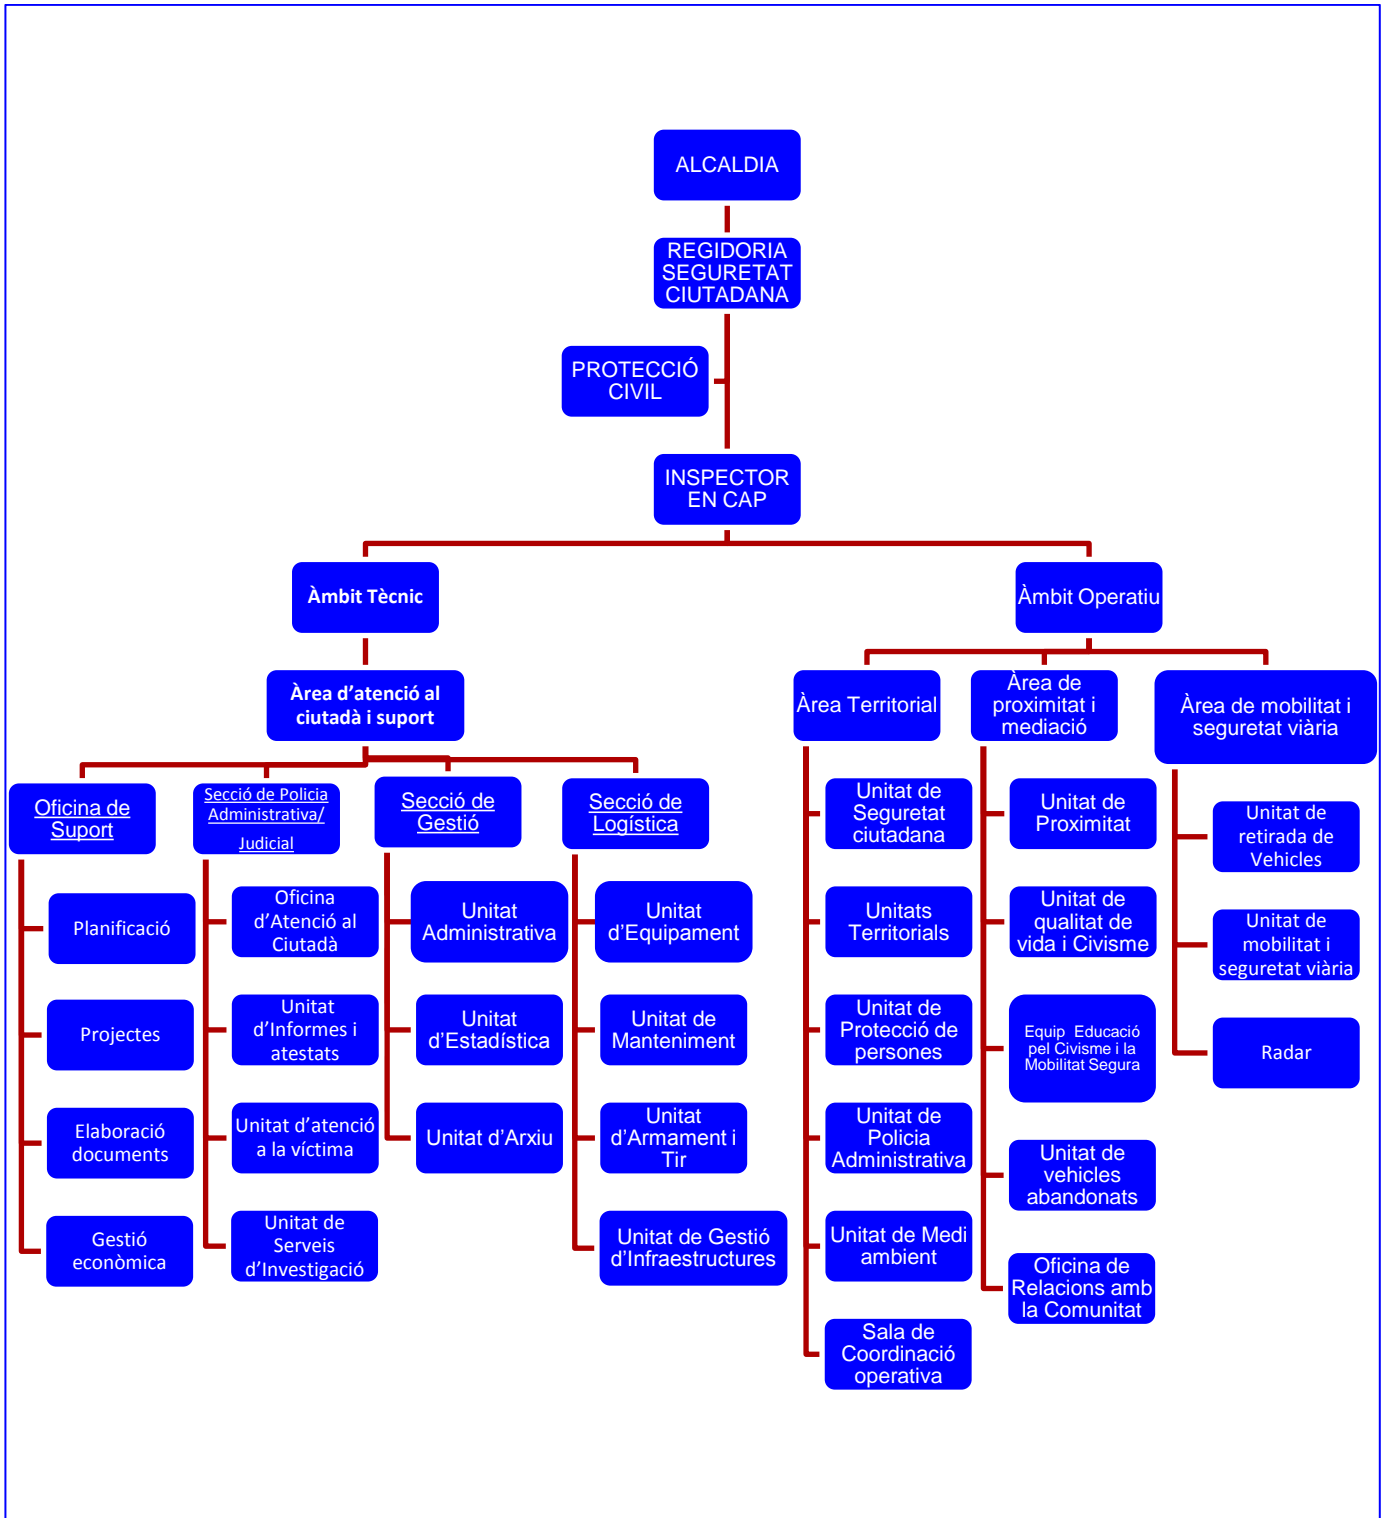 ALCALDIA
REGIDORIA
SEGURETAT
CIUTADANA
PROTECCIÓ
CIVIL
INSPECTOR
EN CAP
Àmbit Tècnic
Àmbit Operatiu
Àrea d’atenció al
ciutadà i suport
Àrea Territorial
Àrea de
proximitat i
mediació
Àrea de mobilitat i
seguretat viària
Oficina de
Suport
Secció de Policia
Administrativa/
Judicial
Secció de
Gestió
Secció de
Logística
Planificació
Projectes
Elaboració
documents
Gestió
econòmica
Oficina
d’Atenció al
Ciutadà
Unitat
d’Informes i
atestats
Unitat d’atenció
a la víctima
Unitat de
Serveis
d’Investigació
Unitat
Administrativa
Unitat
d’Estadística
Unitat d’Arxiu
Unitat
d’Equipament
Unitat de
Manteniment
Unitat
d’Armament i
Tir
Unitat de Gestió
d’Infraestructures
Unitat de
Seguretat
ciutadana
Unitats
Territorials
Unitat de
Protecció de
persones
Unitat de
Policia
Administrativa
Unitat de Medi
ambient
Sala de
Coordinació
operativa
Unitat de
Proximitat
Unitat de
qualitat de
vida i Civisme
Equip Educació
pel Civisme i la
Mobilitat Segura
Unitat de
vehicles
abandonats
Oficina de
Relacions amb
la Comunitat
Unitat de
retirada de
Vehicles
Unitat de
mobilitat i
seguretat viària
Radar